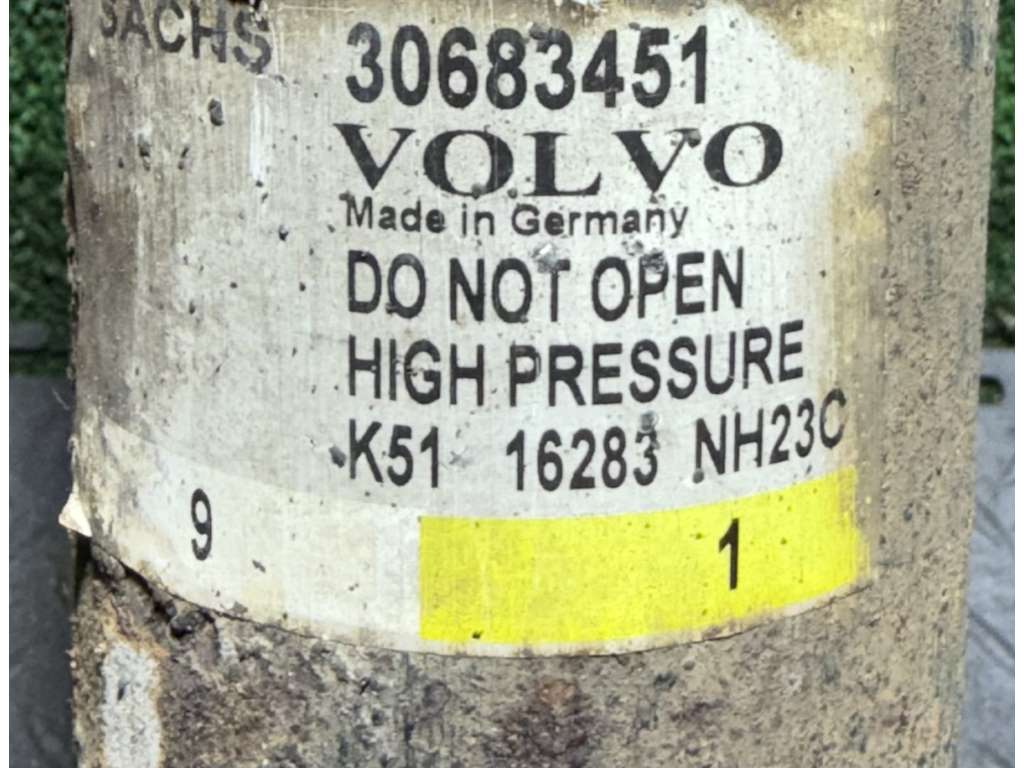 SACHS
30683451
VOLVO
Made in Germany
DO NOT OPEN
HIGH PRESSURE
K51 16283 NH23C
9 1